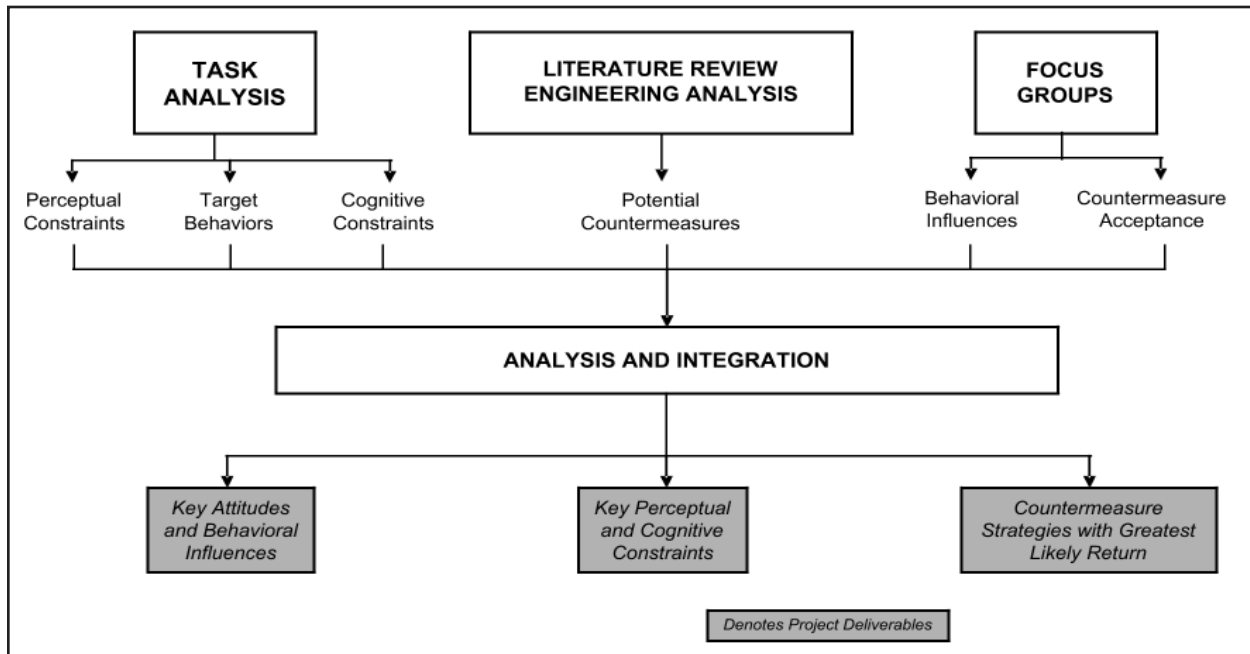 TASK
ANALYSIS
LITERATURE REVIEW
ENGINEERING ANALYSIS
FOCUS
GROUPS
Perceptual
Constraints
Target
Behaviors
Cognitive
Constraints
Potential
Countermeasures
Behavioral
Influences
Countermeasure
Acceptance
ANALYSIS AND INTEGRATION
Key Attitudes
and Behavioral
Influences
Key Perceptual
and Cognitive
Constraints
Countermeasure
Strategies with Greatest
Likely Return
Denotes Project Deliverables